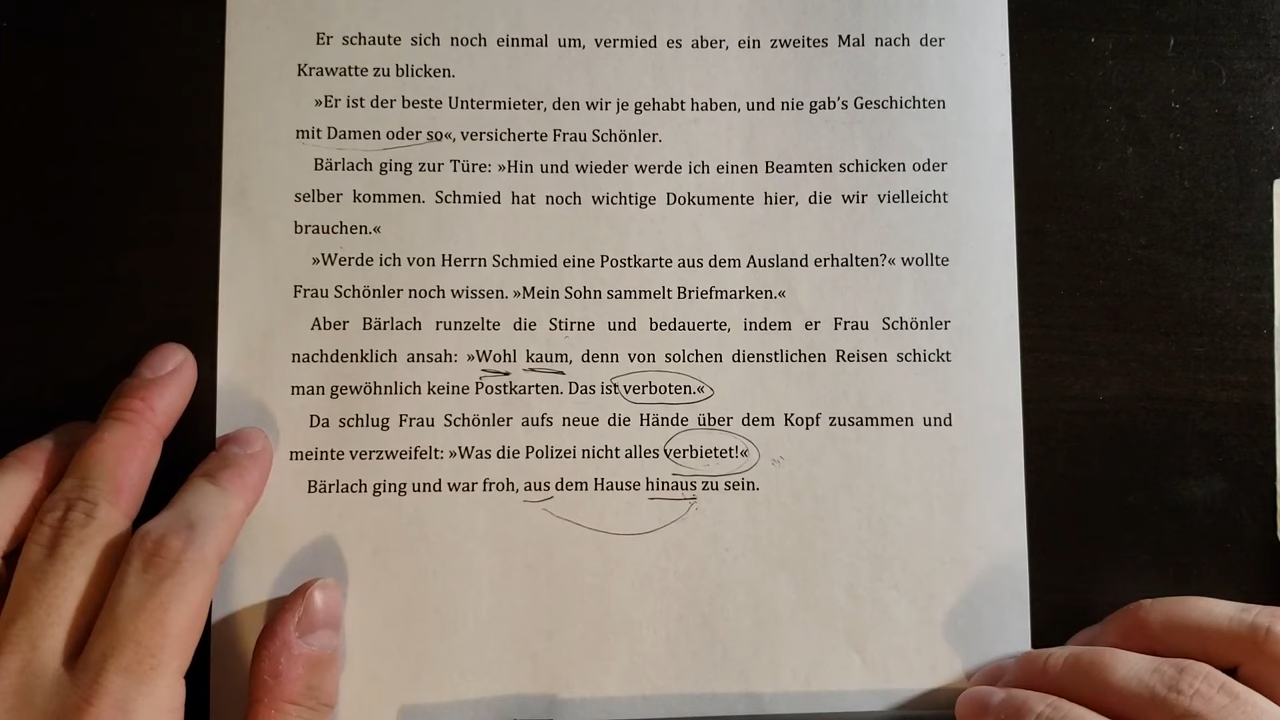 Er schaute sich noch einmal um, vermied es aber, ein zweites Mal nach der
Krawatte zu blicken.
»Er ist der beste Untermieter, den wir je gehabt haben, und nie gab’s Geschichten
mit Damen oder so«, versicherte Frau Schönler.
Bärlach ging zur Türe: »Hin und wieder werde ich einen Beamten schicken oder
selber kommen. Schmied hat noch wichtige Dokumente hier, die wir vielleicht
brauchen.«
»Werde ich von Herrn Schmied eine Postkarte aus dem Ausland erhalten?« wollte
Frau Schönler noch wissen. »Mein Sohn sammelt Briefmarken.«
Aber Bärlach runzelte die Stirne und bedauerte, indem er Frau Schönler
nachdenklich ansah: »Wohl kaum, denn von solchen dienstlichen Reisen schickt
man gewöhnlich keine Postkarten. Das ist verboten.«
Da schlug Frau Schönler aufs neue die Hände über dem Kopf zusammen und
meinte verzweifelt: »Was die Polizei nicht alles verbietet!«
Bärlach ging und war froh, aus dem Hause hinaus zu sein.